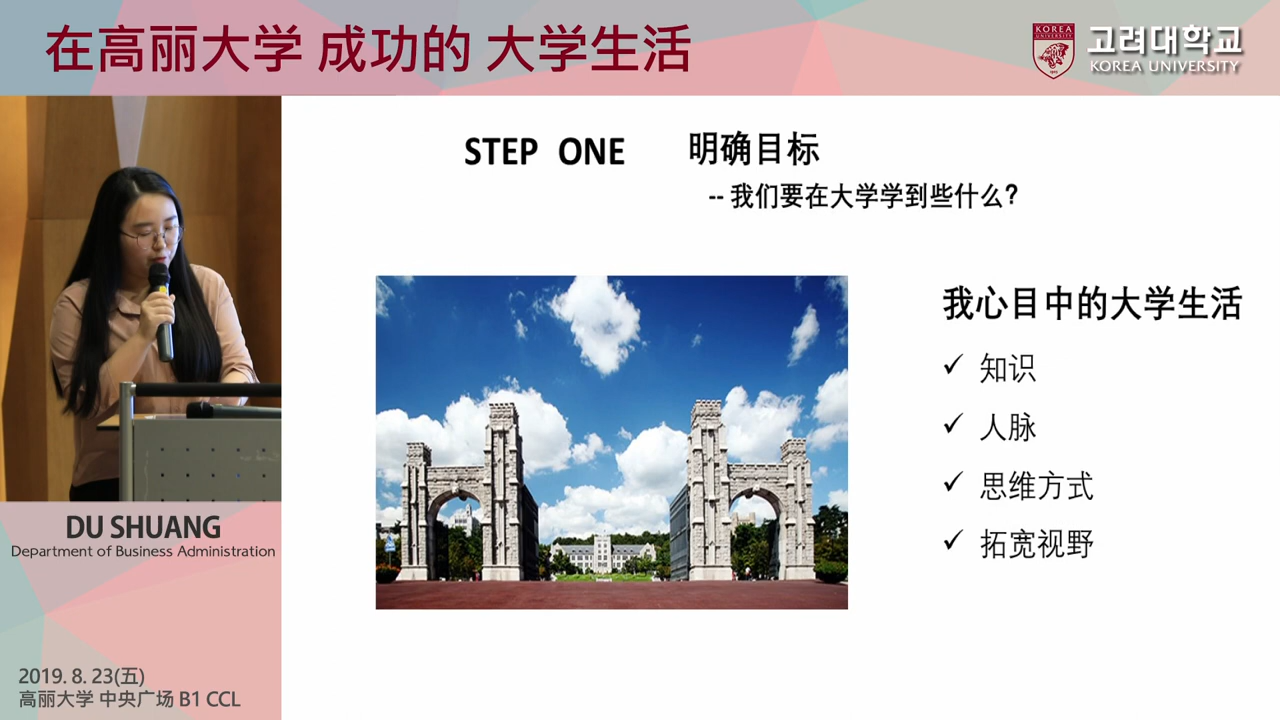 在高丽大学 成功的 大学生活
KOREA
UNIVERSITY
고려대학교
KOREA UNIVERSITY
STEP ONE 明确目标
-- 我们要在大学学到些什么?
我心目中的大学生活
✓ 知识
✓ 人脉
✓ 思维方式
✓ 拓宽视野
DU SHUANG
Department of Business Administration
2019. 8. 23(五)
高丽大学 中央广场 B1 CCL